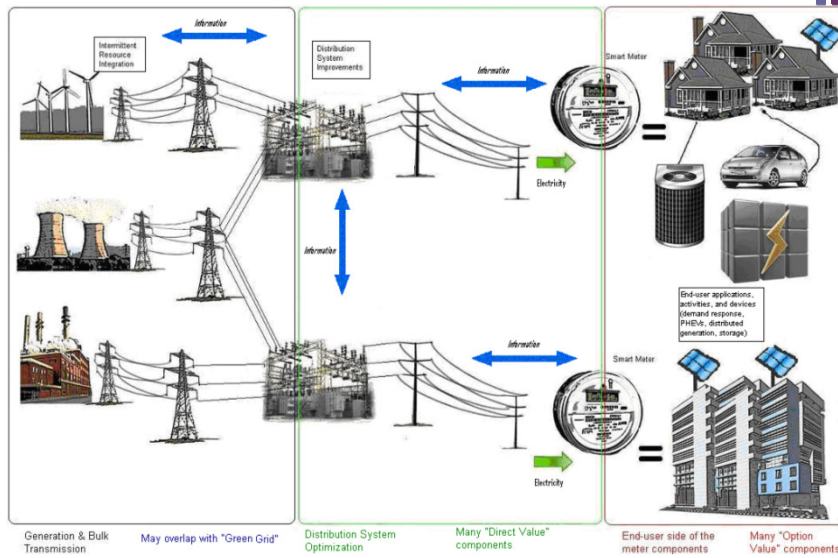 Information
Intermittent
Resource
Integration
Distribution
System
Improvements
Information
Smart Meter
Electricity
Information
End-user applications,
activities, and devices
(demand response,
PHEVs, distributed
generation, storage)
Information
Smart Meter
Electricity
Generation & Bulk
Transmission
May overlap with "Green Grid"
Distribution System
Optimization
Many "Direct Value"
components
End-user side of the
meter components
Many "Option
Value" components